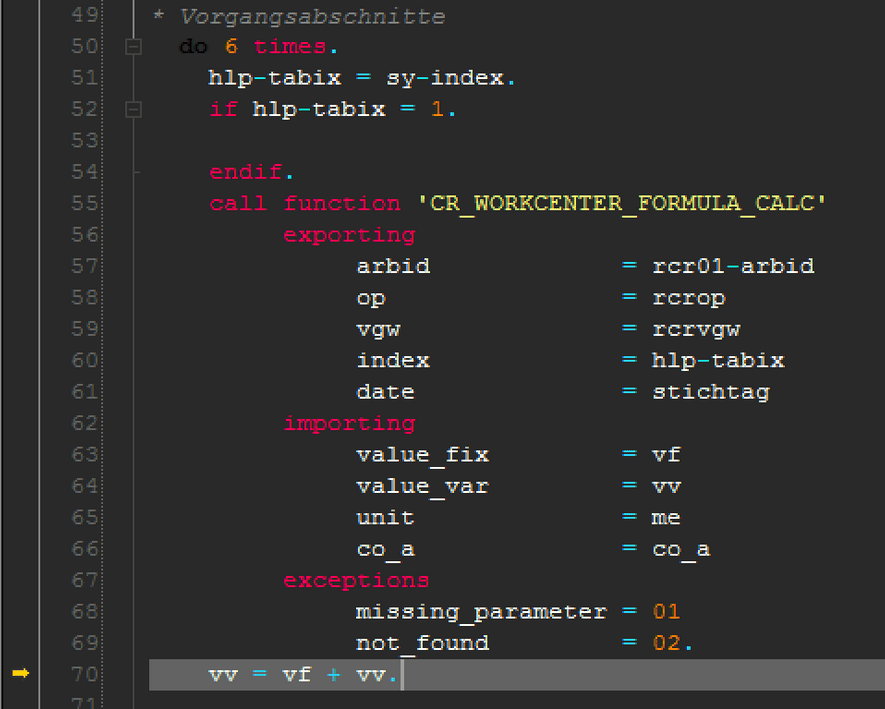 49 * Vorgangsabschnitte
50 do 6 times.
51 hlp-tabix = sy-index.
52 if hlp-tabix = 1.
53
54 endif.
55 call function 'CR_WORKCENTER_FORMULA_CALC'
56 exporting
57 arbid = rcr01-arbid
58 op = rcrop
59 vgw = rcrvgw
60 index = hlp-tabix
61 date = stichtag
62 importing
63 value_fix = vf
64 value_var = vv
65 unit = me
66 co_a = co_a
67 exceptions
68 missing_parameter = 01
69 not_found = 02.
70 vv = vf + vv.
71